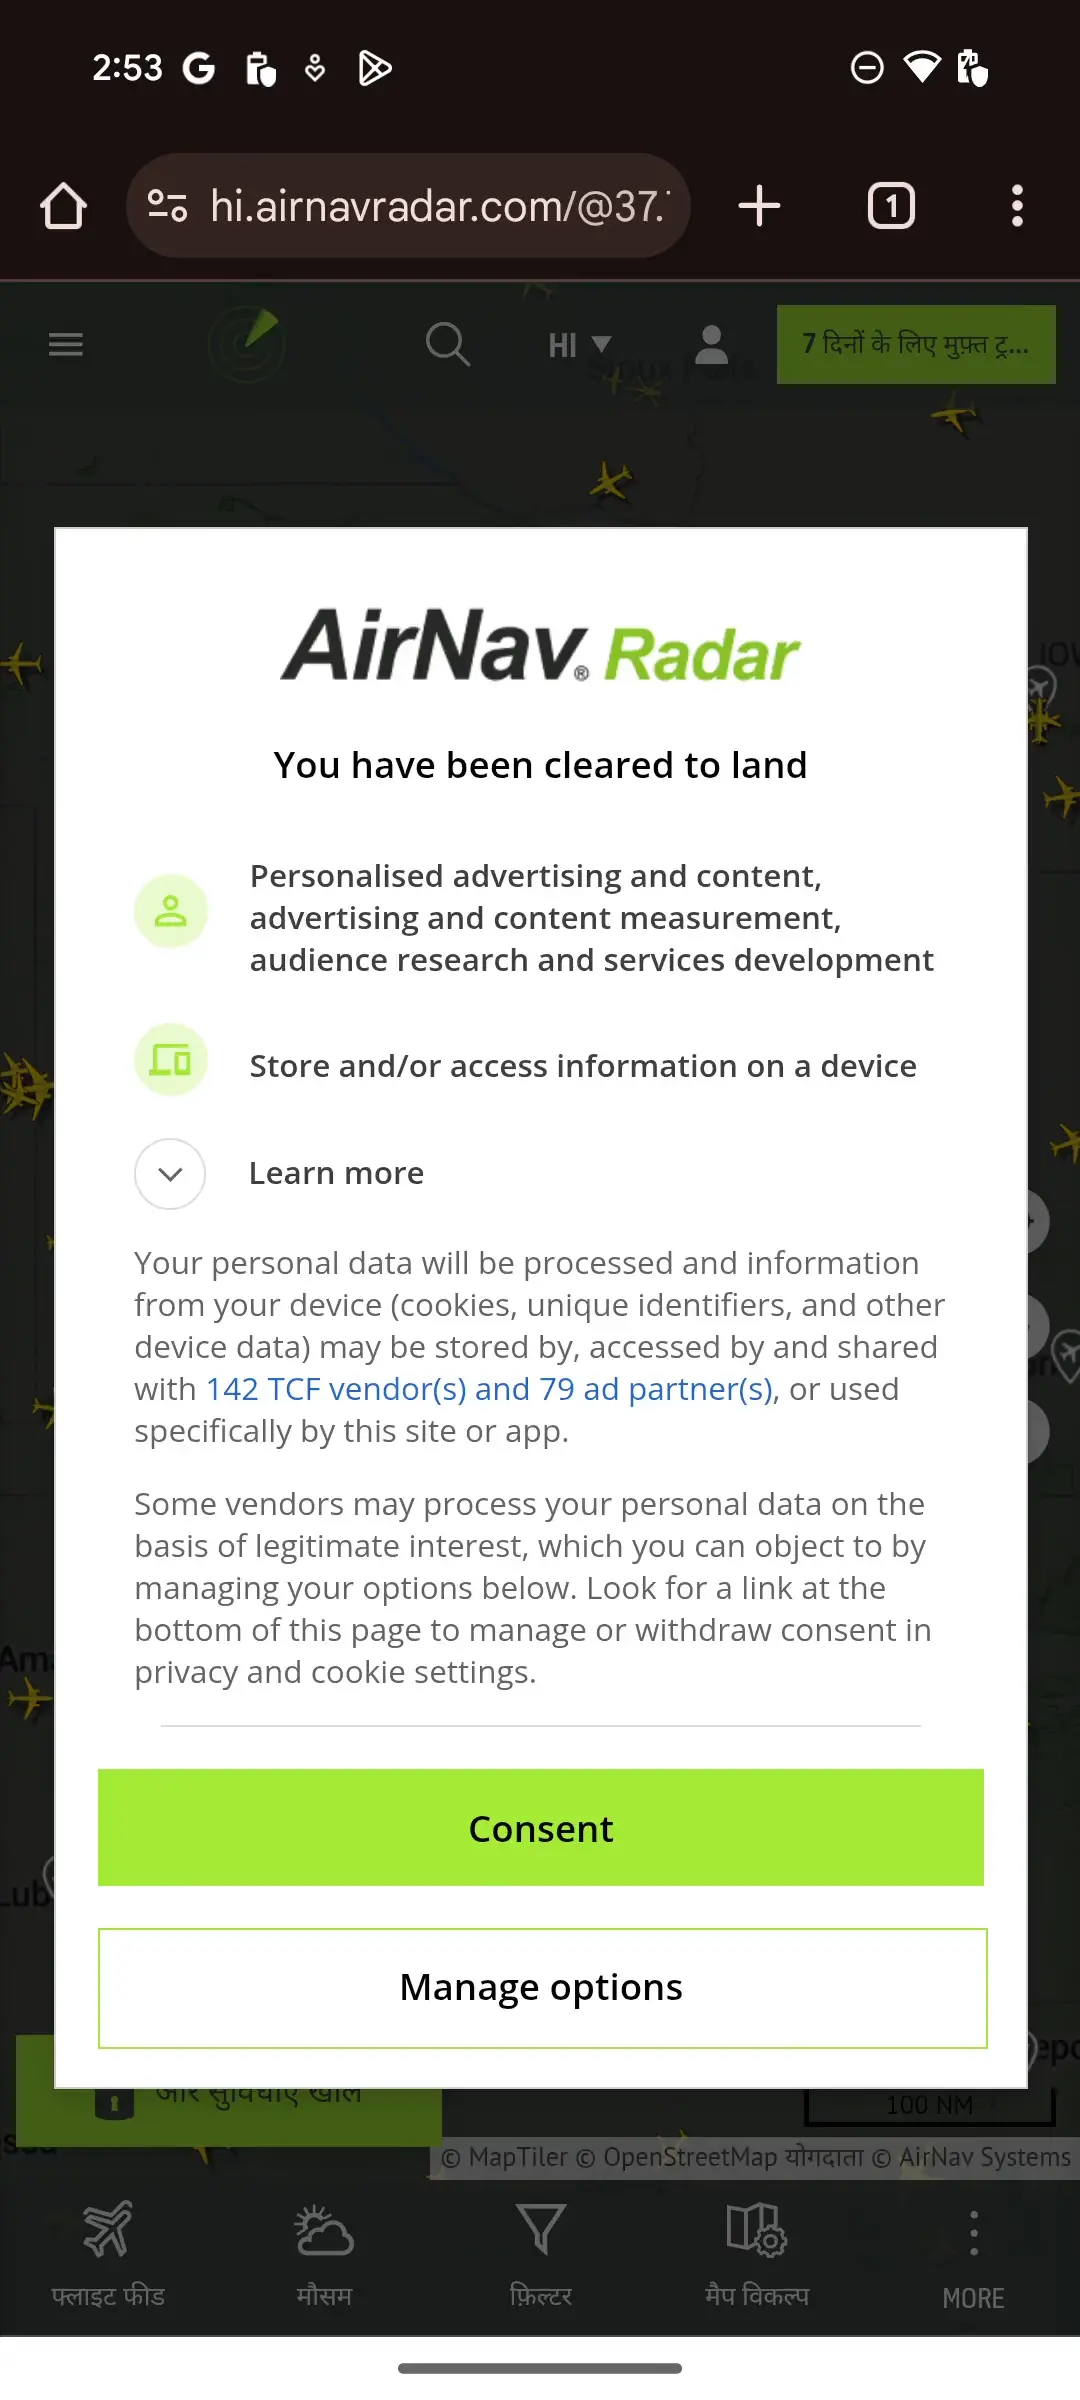 2:53
hi.airnavradar.com/@37.
1
HI
7 दिनों के लिए मुफ़्त ट्र...
AirNav® Radar
You have been cleared to land
Personalised advertising and content,
advertising and content measurement,
audience research and services development
Store and/or access information on a device
Learn more
Your personal data will be processed and information
from your device (cookies, unique identifiers, and other
device data) may be stored by, accessed by and shared
with 142 TCF vendor(s) and 79 ad partner(s), or used
specifically by this site or app.
Some vendors may process your personal data on the
basis of legitimate interest, which you can object to by
managing your options below. Look for a link at the
bottom of this page to manage or withdraw consent in
privacy and cookie settings.
Consent
Manage options
और सुविधाएं खोलें
100 NM
© MapTiler © OpenStreetMap योगदाता © AirNav Systems
फ्लाइट फीड
मौसम
फ़िल्टर
मैप विकल्प
MORE